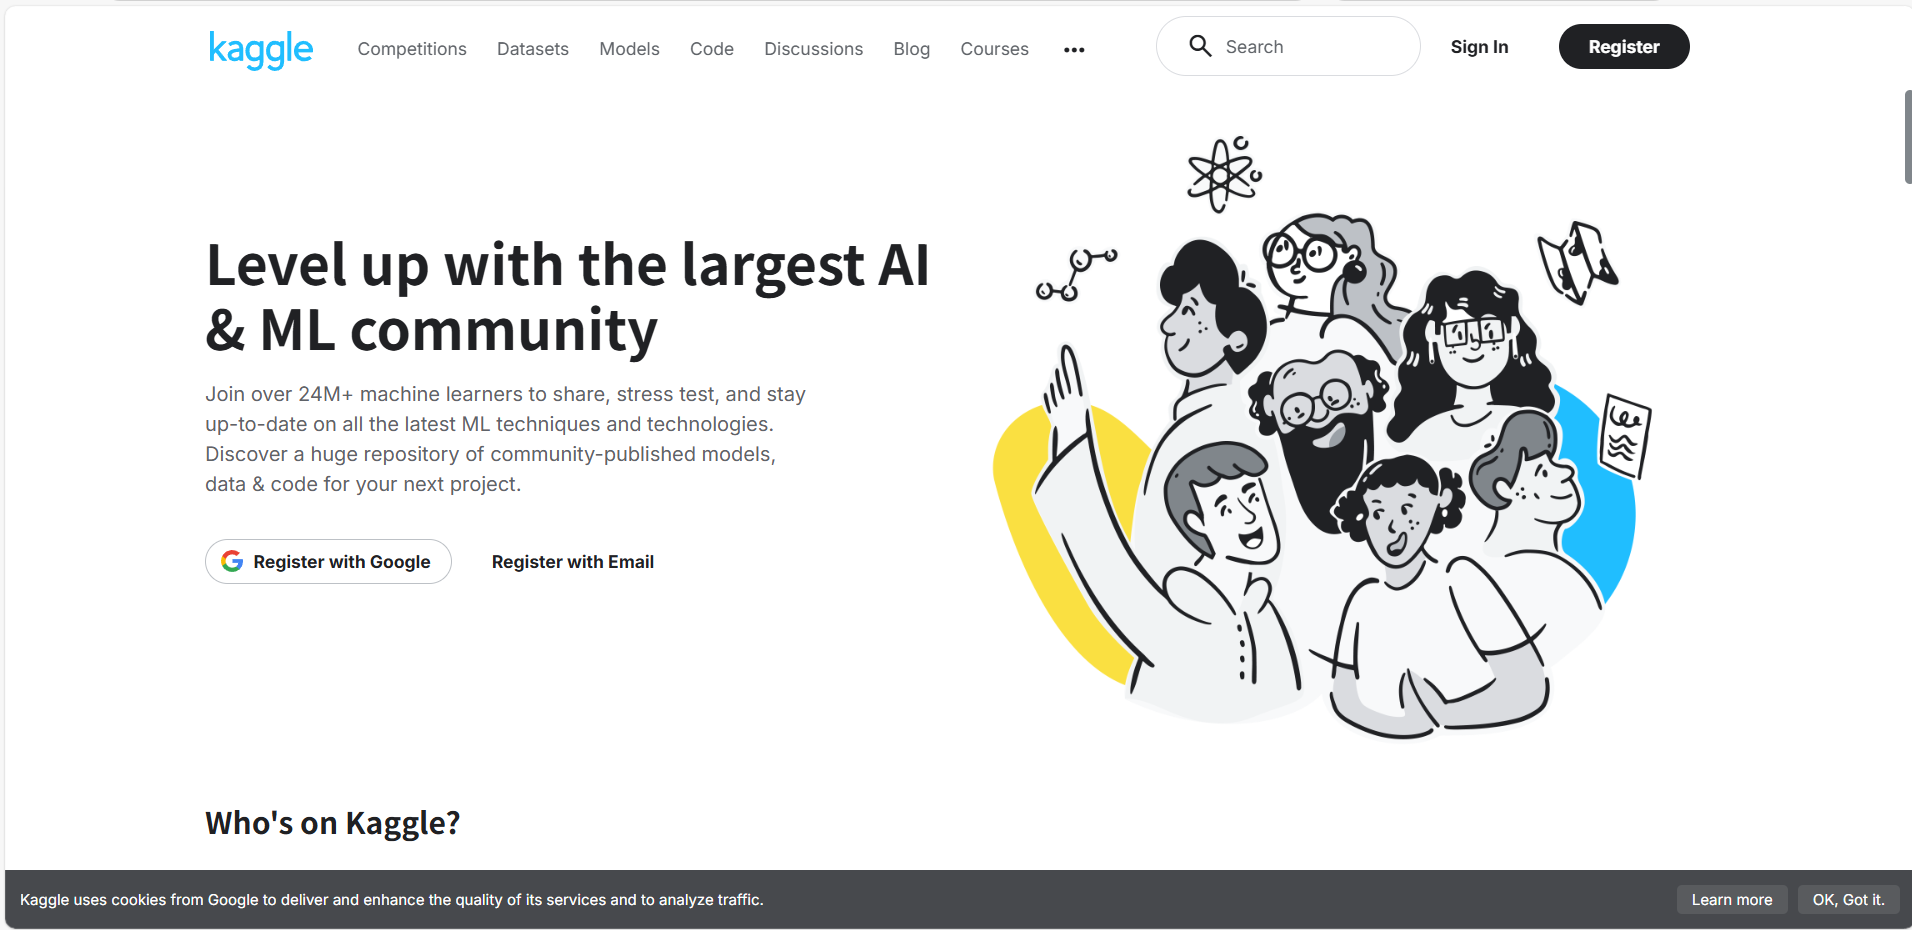 kaggle
Competitions Datasets Models Code Discussions Blog Courses
Search
Sign In
Register
Level up with the largest AI
& ML community
Join over 24M+ machine learners to share, stress test, and stay
up-to-date on all the latest ML techniques and technologies.
Discover a huge repository of community-published models,
data & code for your next project.
Register with Google
Register with Email
Who's on Kaggle?
Kaggle uses cookies from Google to deliver and enhance the quality of its services and to analyze traffic.
Learn more
OK, Got it.